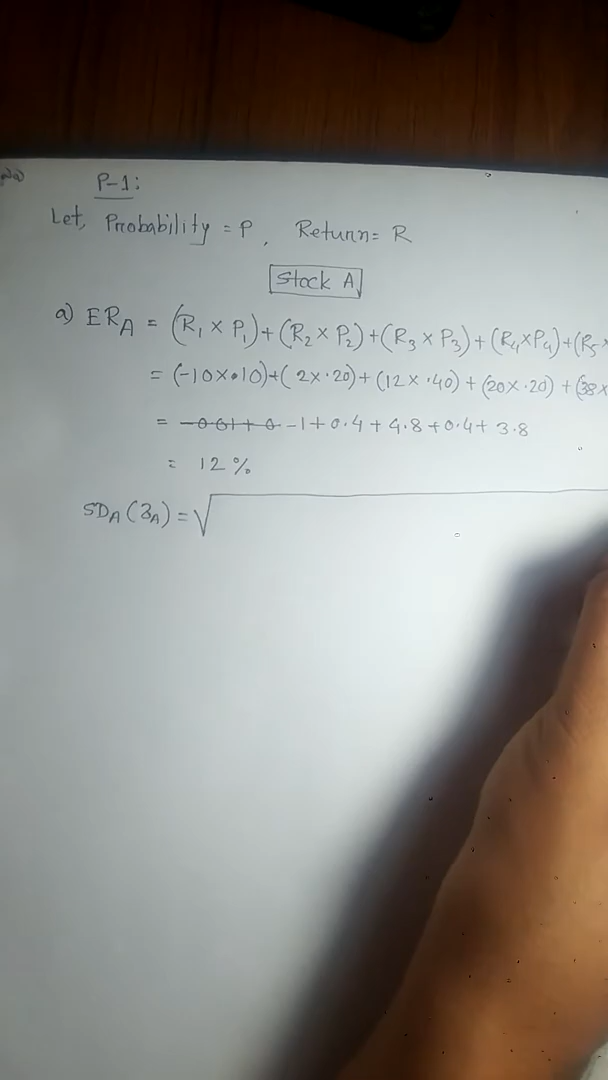 P-1:
Let, Probability = P, Return = R
Stock A
a) ERA = (R1 × P1) + (R2 × P2) + (R3 × P3) + (R4 × P4) + (R5 ×
= (-10×.10)+( 2×.20)+(12×.40)+(20×.20)+(38×
= -1+0.4+4.8+0.4+3.8
= 12%
SDA (3A) = √